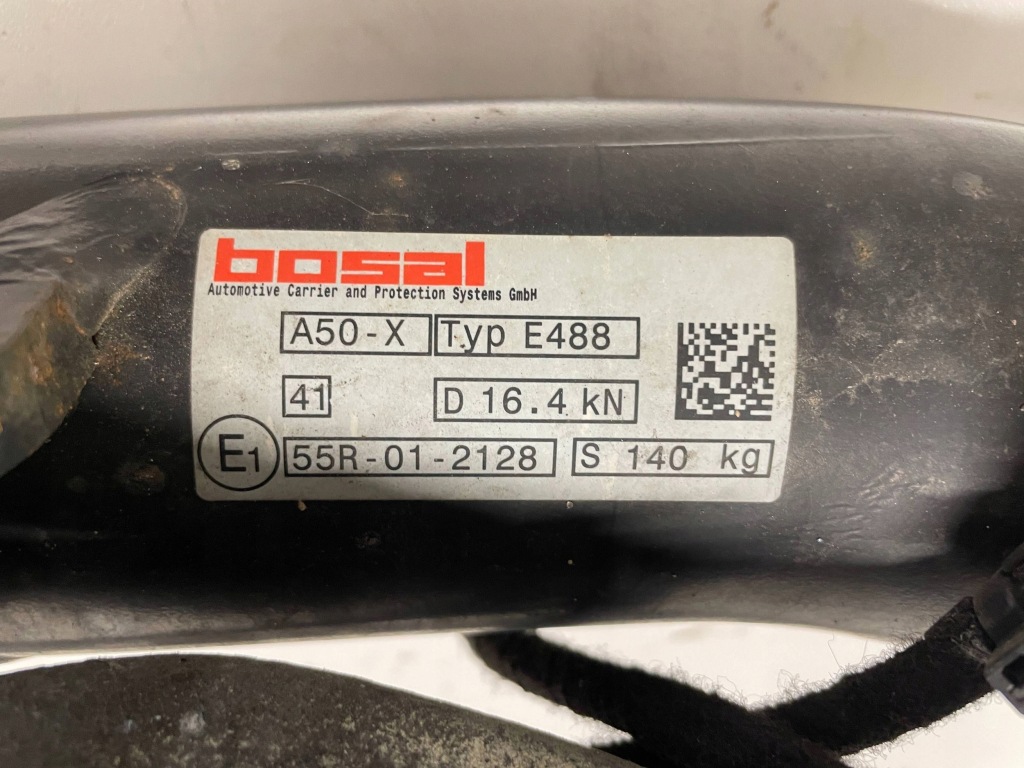 bosal
Automotive Carrier and Protection Systems GmbH
A50-X Typ E488
41 D 16.4 kN
E1 55R-01-2128 S 140 kg